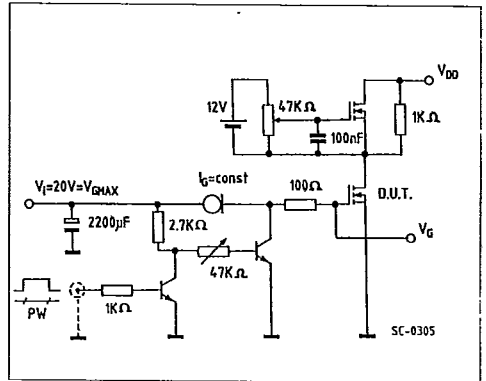 V_DD
12V
47KΩ
100nF
1KΩ
V_i=20V=V_GMAX
I_G=const
100Ω
D.U.T.
2200µF
2.7KΩ
V_G
47KΩ
PW
1KΩ
SC-0305